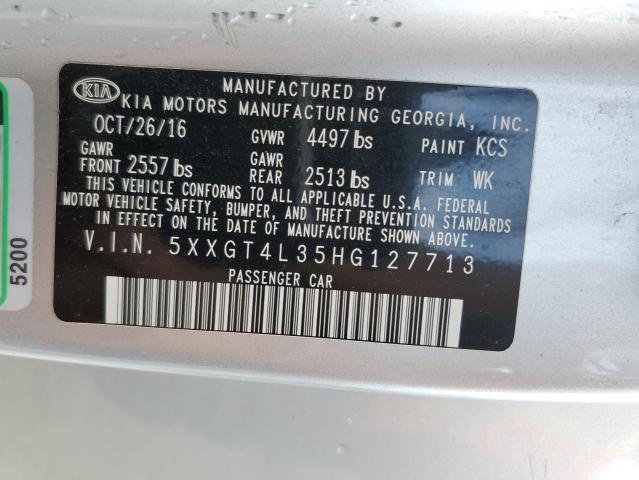 MANUFACTURED BY
KIA KIA MOTORS MANUFACTURING GEORGIA, INC.
OCT/26/16 GVWR 4497 lbs PAINT KCS
GAWR FRONT 2557 lbs GAWR REAR 2513 lbs TRIM WK
THIS VEHICLE CONFORMS TO ALL APPLICABLE U.S.A. FEDERAL
MOTOR VEHICLE SAFETY, BUMPER, AND THEFT PREVENTION STANDARDS
IN EFFECT ON THE DATE OF MANUFACTURE SHOWN ABOVE.
V.I.N. 5XXGT4L35HG127713
PASSENGER CAR
5200